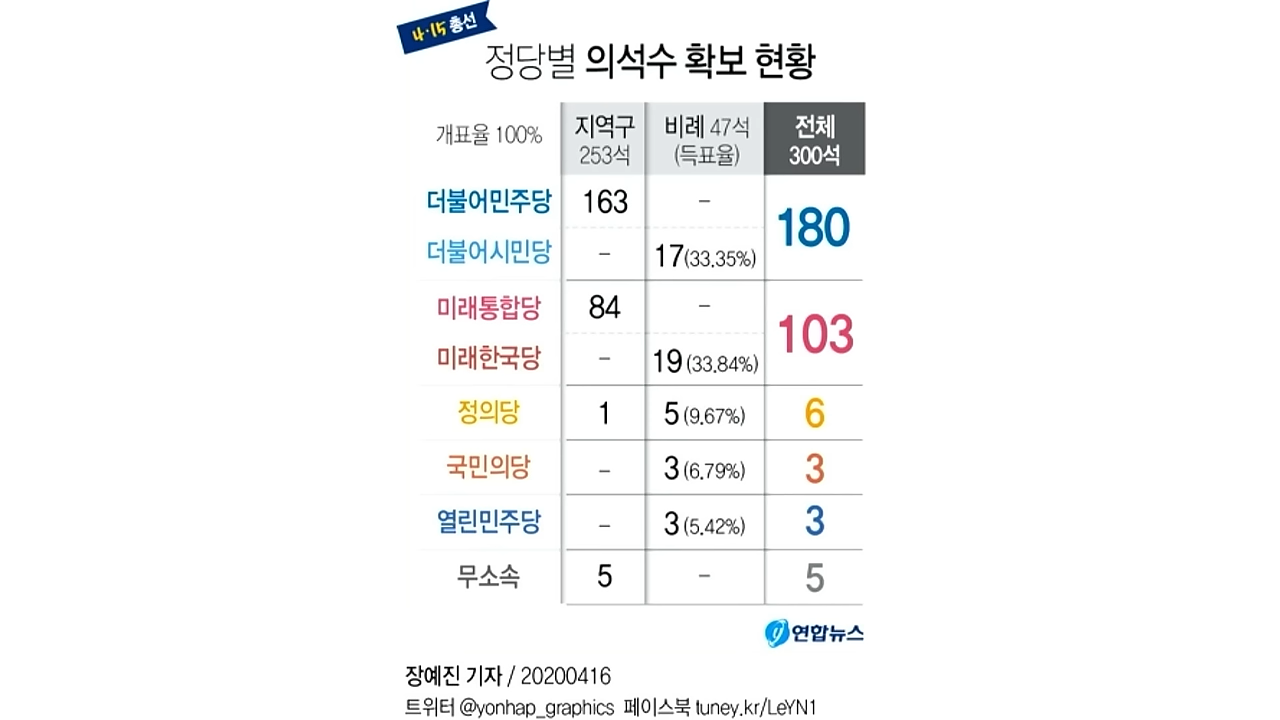 4·15 총선
정당별 의석수 확보 현황
개표율 100% 지역구 253석 비례 47석 (득표율) 전체 300석
더불어민주당 163 – 180
더불어시민당 – 17(33.35%)
미래통합당 84 – 103
미래한국당 – 19(33.84%)
정의당 1 5(9.67%) 6
국민의당 – 3(6.79%) 3
열린민주당 – 3(5.42%) 3
무소속 5 – 5
연합뉴스
장예진 기자 / 20200416
트위터 @yonhap_graphics 페이스북 tuney.kr/LeYN1